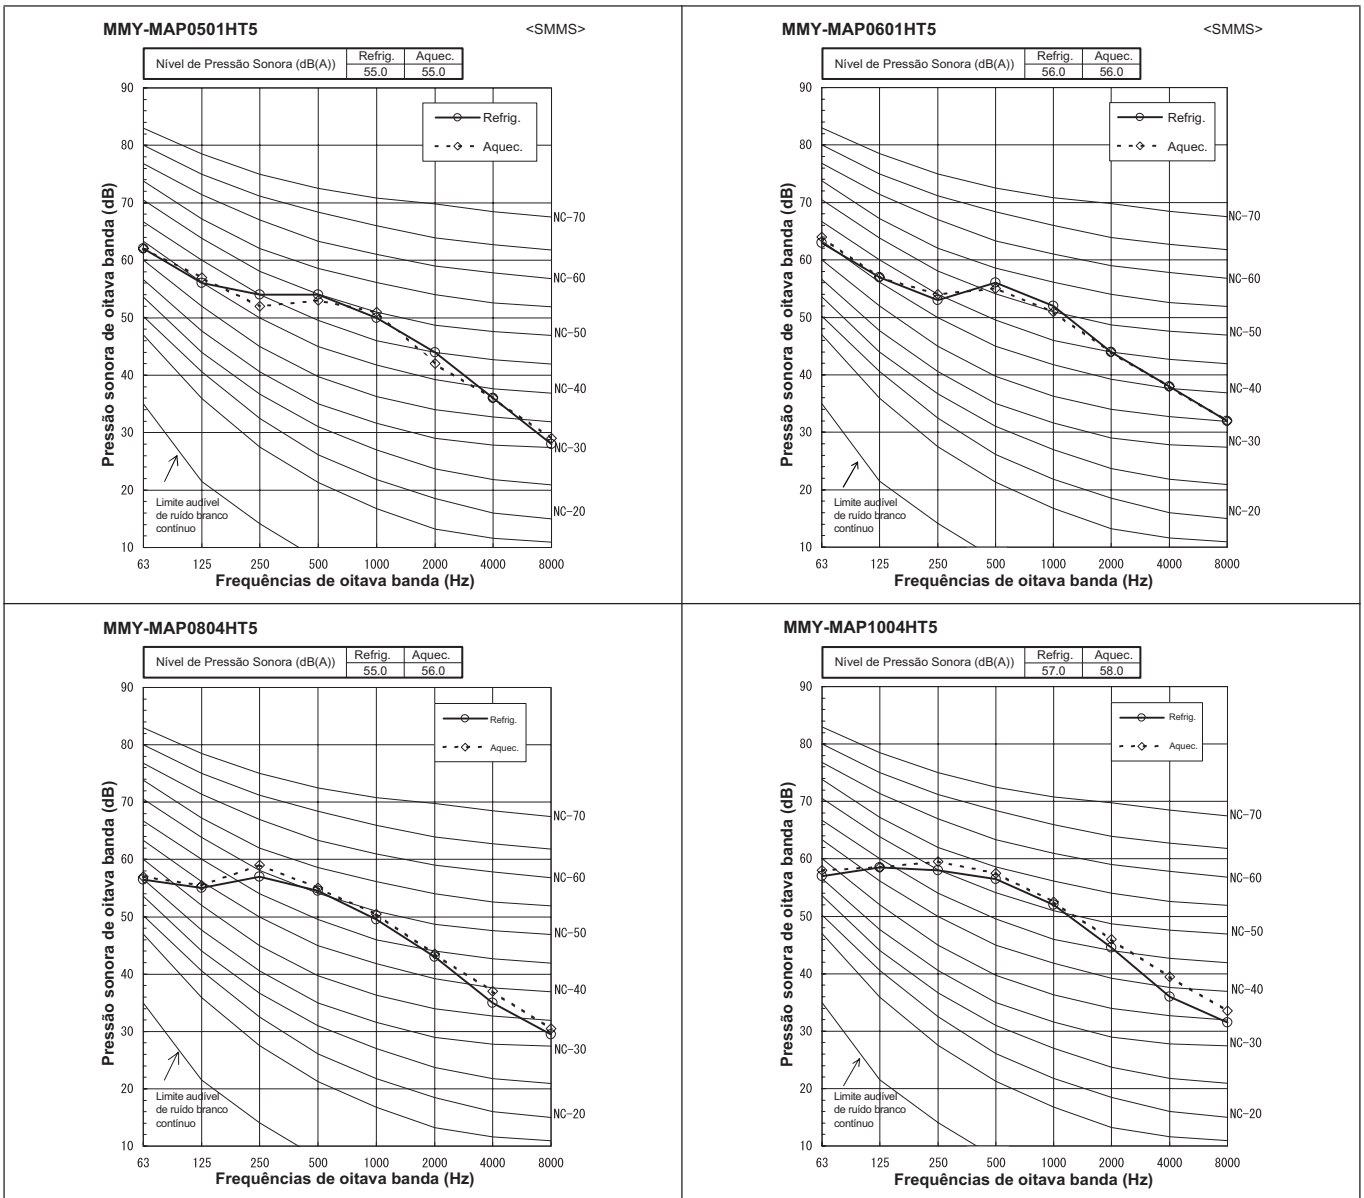 MMY-MAP0501HT5 <SMMS>
Nível de Pressão Sonora (dB(A)) Refrig. Aquec.
55.0 55.0
Refrig.
Aquec.
Pressão sonora de oitava banda (dB)
90
80
70
60
50
40
30
20
10
NC-70
NC-60
NC-50
NC-40
NC-30
NC-20
Limite audível
de ruído branco
contínuo
63 125 250 500 1000 2000 4000 8000
Frequências de oitava banda (Hz)
MMY-MAP0601HT5 <SMMS>
Nível de Pressão Sonora (dB(A)) Refrig. Aquec.
56.0 56.0
Refrig.
Aquec.
Pressão sonora de oitava banda (dB)
90
80
70
60
50
40
30
20
10
NC-70
NC-60
NC-50
NC-40
NC-30
NC-20
Limite audível
de ruído branco
contínuo
63 125 250 500 1000 2000 4000 8000
Frequências de oitava banda (Hz)
MMY-MAP0804HT5
Nível de Pressão Sonora (dB(A)) Refrig. Aquec.
55.0 56.0
Refrig.
Aquec.
Pressão sonora de oitava banda (dB)
90
80
70
60
50
40
30
20
10
NC-70
NC-60
NC-50
NC-40
NC-30
NC-20
Limite audível
de ruído branco
contínuo
63 125 250 500 1000 2000 4000 8000
Frequências de oitava banda (Hz)
MMY-MAP1004HT5
Nível de Pressão Sonora (dB(A)) Refrig. Aquec.
57.0 58.0
Refrig.
Aquec.
Pressão sonora de oitava banda (dB)
90
80
70
60
50
40
30
20
10
NC-70
NC-60
NC-50
NC-40
NC-30
NC-20
Limite audível
de ruído branco
contínuo
63 125 250 500 1000 2000 4000 8000
Frequências de oitava banda (Hz)